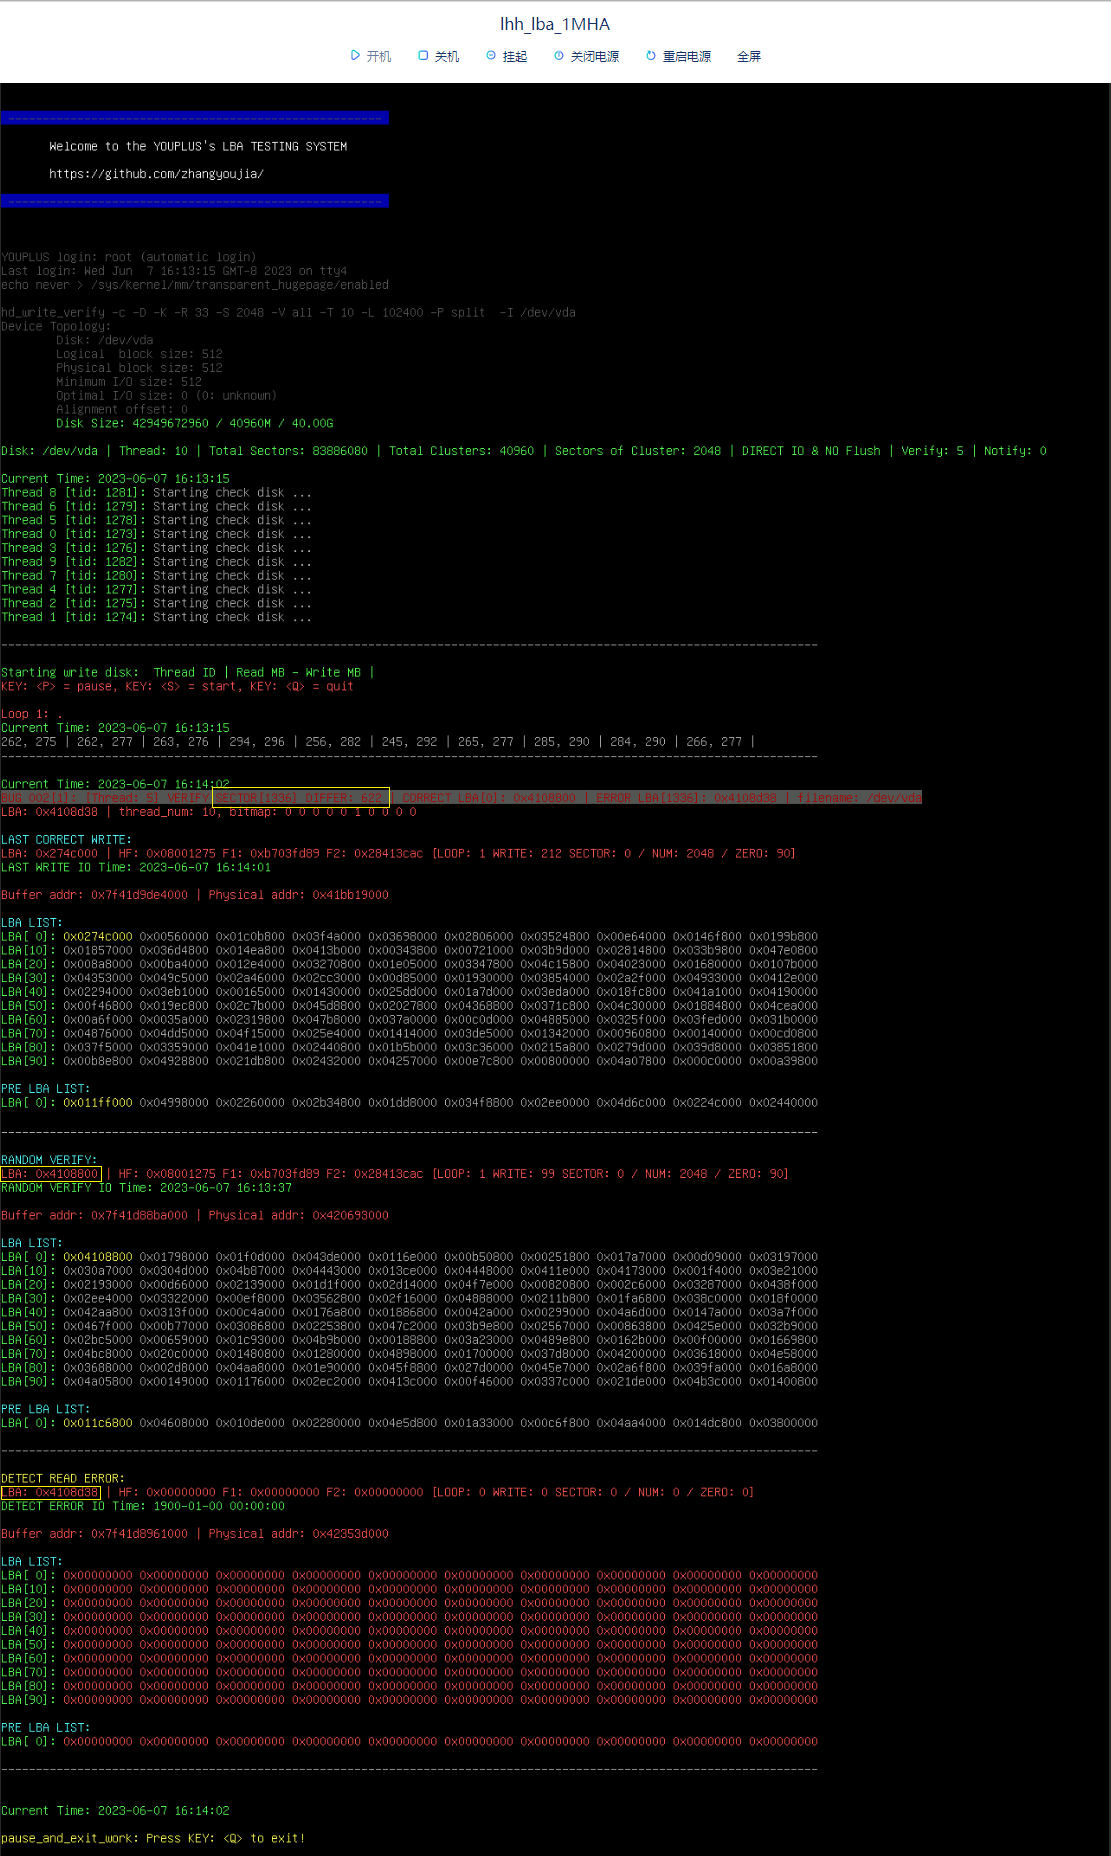 lhh_lba_1MHA
开机 关机 挂起 关闭电源 重启电源 全屏
------------------------------------------------------
Welcome to the YOUPLUS's LBA TESTING SYSTEM
https://github.com/zhangyoujia/
------------------------------------------------------
YOUPLUS login: root (automatic login)
Last login: Wed Jun  7 16:13:15 GMT-8 2023 on tty4
echo never > /sys/kernel/mm/transparent_hugepage/enabled
hd_write_verify -c -D -K -R 33 -S 2048 -V all -T 10 -L 102400 -P split  -I /dev/vda
Device Topology:
Disk: /dev/vda
Logical  block size: 512
Physical block size: 512
Minimum I/O size: 512
Optimal I/O size: 0 (0: unknown)
Alignment offset: 0
Disk Size: 42949672960 / 40960M / 40.00G
Disk: /dev/vda | Thread: 10 | Total Sectors: 83886080 | Total Clusters: 40960 | Sectors of Cluster: 2048 | DIRECT IO & NO Flush | Verify: 5 | Notify: 0
Current Time: 2023-06-07 16:13:15
Thread 8 [tid: 1281]: Starting check disk ...
Thread 6 [tid: 1279]: Starting check disk ...
Thread 5 [tid: 1278]: Starting check disk ...
Thread 0 [tid: 1273]: Starting check disk ...
Thread 3 [tid: 1276]: Starting check disk ...
Thread 9 [tid: 1282]: Starting check disk ...
Thread 7 [tid: 1280]: Starting check disk ...
Thread 4 [tid: 1277]: Starting check disk ...
Thread 2 [tid: 1275]: Starting check disk ...
Thread 1 [tid: 1274]: Starting check disk ...
Starting write disk:  Thread ID | Read MB - Write MB |
KEY: <P> = pause, KEY: <S> = start, KEY: <Q> = quit
Loop 1: .
Current Time: 2023-06-07 16:13:15
262, 275 | 262, 277 | 263, 276 | 294, 296 | 256, 282 | 245, 292 | 265, 277 | 285, 290 | 284, 290 | 266, 277 |
Current Time: 2023-06-07 16:14:02
BUG 002[1]: [Thread: 5] VERIFY SECTOR[1336] DIFFER: 622 | CORRECT LBA[0]: 0x4108800 | ERROR LBA[1336]: 0x4108d38 | filename: /dev/vda
LBA: 0x4108d38 | thread_num: 10, bitmap: 0 0 0 0 0 1 0 0 0 0
LAST CORRECT WRITE:
LBA: 0x274c000 | HF: 0x08001275 F1: 0xb703fd89 F2: 0x28413cac [LOOP: 1 WRITE: 212 SECTOR: 0 / NUM: 2048 / ZERO: 90]
LAST WRITE IO Time: 2023-06-07 16:14:01
Buffer addr: 0x7f41d9de4000 | Physical addr: 0x41bb19000
LBA LIST:
LBA[ 0]: 0x0274c000 0x00560000 0x01c0b800 0x03f4a000 0x03698000 0x02806000 0x03524800 0x00e64000 0x0146f800 0x0199b800
LBA[10]: 0x01857000 0x036d4800 0x014ea800 0x0413b000 0x00343800 0x00721000 0x03b9d000 0x02814800 0x033b9800 0x047e0800
LBA[20]: 0x008a8000 0x00ba4000 0x012e4000 0x03270800 0x01e05000 0x03347800 0x04c15800 0x04023000 0x01680000 0x0107b000
LBA[30]: 0x04353000 0x049c5000 0x02a46000 0x02cc3000 0x00d85000 0x0193d000 0x03854000 0x02a2f000 0x04933000 0x0412e000
LBA[40]: 0x02294000 0x03eb1000 0x00165000 0x01430000 0x025dd000 0x01a7d000 0x03eda000 0x018fc800 0x041a1000 0x04190000
LBA[50]: 0x00f46800 0x019ec800 0x02c7b000 0x045d8800 0x02027800 0x04368800 0x0371c800 0x04c30000 0x01884800 0x04cea000
LBA[60]: 0x00a6f000 0x0035a000 0x02319800 0x047b8000 0x037a0000 0x00c0d000 0x04885000 0x0325f000 0x03fed000 0x031b0000
LBA[70]: 0x04876000 0x04dd5000 0x04f15000 0x025e4000 0x01414000 0x03de5000 0x01342000 0x00960800 0x00140000 0x00cd0800
LBA[80]: 0x037f5000 0x03359000 0x041e1000 0x02440800 0x01b5b000 0x03c36000 0x0215a800 0x0279d000 0x039d8000 0x03851800
LBA[90]: 0x00b8e800 0x04928800 0x021db800 0x02432000 0x04257000 0x00e7c800 0x00800000 0x04a07800 0x000c0000 0x00a39800
PRE LBA LIST:
LBA[ 0]: 0x011ff000 0x04998000 0x02260000 0x02b34800 0x01dd8000 0x034f8800 0x02ee0000 0x04d6c000 0x0224c000 0x02440000
RANDOM VERIFY:
LBA: 0x4108800 | HF: 0x08001275 F1: 0xb703fd89 F2: 0x28413cac [LOOP: 1 WRITE: 99 SECTOR: 0 / NUM: 2048 / ZERO: 90]
RANDOM VERIFY IO Time: 2023-06-07 16:13:37
Buffer addr: 0x7f41d88ba000 | Physical addr: 0x420693000
LBA LIST:
LBA[ 0]: 0x04108800 0x01798000 0x01f0d000 0x043de000 0x0116e000 0x00b50800 0x00251800 0x017a7000 0x00d09000 0x03197000
LBA[10]: 0x030a7000 0x0304d000 0x04b87000 0x04443000 0x013ce000 0x04448000 0x0411e000 0x04173000 0x001f4000 0x03e21000
LBA[20]: 0x02193000 0x00d66000 0x02139000 0x01d1f000 0x02d14000 0x04f7e000 0x00820800 0x002c6000 0x03287000 0x0438f000
LBA[30]: 0x02ee4000 0x03322000 0x00ef8000 0x03562800 0x02f16000 0x04888000 0x0211b800 0x01fa6800 0x038c0000 0x018f0000
LBA[40]: 0x042aa800 0x0313f000 0x00c4a000 0x0176a800 0x01886800 0x0042a000 0x00299000 0x04a6d000 0x0147a000 0x03a7f000
LBA[50]: 0x0467f000 0x00b77000 0x03086800 0x02253800 0x047c2000 0x03b9e800 0x02567000 0x00863800 0x0425e000 0x032b9000
LBA[60]: 0x02bc5000 0x00659000 0x01c93000 0x04b9b000 0x00188800 0x03a23000 0x0489e800 0x0162b000 0x00f00000 0x01669800
LBA[70]: 0x04bc8000 0x020c0000 0x01480800 0x01280000 0x04898000 0x01700000 0x037d8000 0x04200000 0x03618000 0x04e58000
LBA[80]: 0x03688000 0x002d8000 0x04aa8000 0x01e90000 0x045f8800 0x027d0000 0x045e7000 0x02a6f800 0x039fa000 0x016a8000
LBA[90]: 0x04a05800 0x00149000 0x01176000 0x02ec2000 0x0413c000 0x00f46000 0x0337c000 0x021de000 0x04b3c000 0x01400800
PRE LBA LIST:
LBA[ 0]: 0x011c6800 0x04608000 0x010de000 0x02280000 0x04e5d800 0x01a33000 0x00c6f800 0x04aa4000 0x014dc800 0x03800000
DETECT READ ERROR:
LBA: 0x4108d38 | HF: 0x00000000 F1: 0x00000000 F2: 0x00000000 [LOOP: 0 WRITE: 0 SECTOR: 0 / NUM: 0 / ZERO: 0]
DETECT ERROR IO Time: 1900-01-00 00:00:00
Buffer addr: 0x7f41d8961000 | Physical addr: 0x42353d000
LBA LIST:
LBA[ 0]: 0x00000000 0x00000000 0x00000000 0x00000000 0x00000000 0x00000000 0x00000000 0x00000000 0x00000000 0x00000000
LBA[10]: 0x00000000 0x00000000 0x00000000 0x00000000 0x00000000 0x00000000 0x00000000 0x00000000 0x00000000 0x00000000
LBA[20]: 0x00000000 0x00000000 0x00000000 0x00000000 0x00000000 0x00000000 0x00000000 0x00000000 0x00000000 0x00000000
LBA[30]: 0x00000000 0x00000000 0x00000000 0x00000000 0x00000000 0x00000000 0x00000000 0x00000000 0x00000000 0x00000000
LBA[40]: 0x00000000 0x00000000 0x00000000 0x00000000 0x00000000 0x00000000 0x00000000 0x00000000 0x00000000 0x00000000
LBA[50]: 0x00000000 0x00000000 0x00000000 0x00000000 0x00000000 0x00000000 0x00000000 0x00000000 0x00000000 0x00000000
LBA[60]: 0x00000000 0x00000000 0x00000000 0x00000000 0x00000000 0x00000000 0x00000000 0x00000000 0x00000000 0x00000000
LBA[70]: 0x00000000 0x00000000 0x00000000 0x00000000 0x00000000 0x00000000 0x00000000 0x00000000 0x00000000 0x00000000
LBA[80]: 0x00000000 0x00000000 0x00000000 0x00000000 0x00000000 0x00000000 0x00000000 0x00000000 0x00000000 0x00000000
LBA[90]: 0x00000000 0x00000000 0x00000000 0x00000000 0x00000000 0x00000000 0x00000000 0x00000000 0x00000000 0x00000000
PRE LBA LIST:
LBA[ 0]: 0x00000000 0x00000000 0x00000000 0x00000000 0x00000000 0x00000000 0x00000000 0x00000000 0x00000000 0x00000000
Current Time: 2023-06-07 16:14:02
pause_and_exit_work: Press KEY: <Q> to exit!